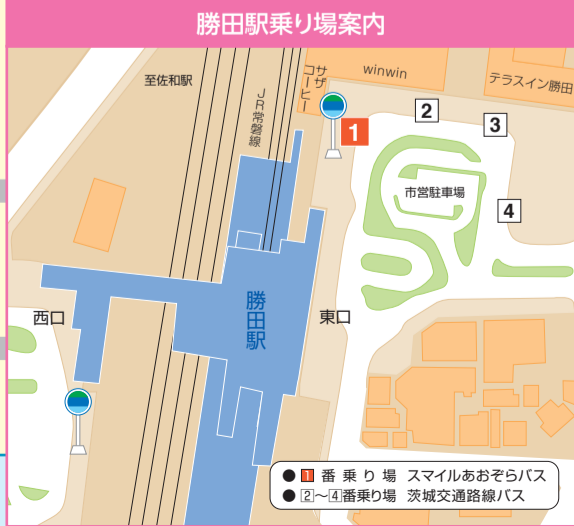 勝田駅乗り場案内
至佐和駅
JR常磐線
サザコーヒー
winwin
テラスイン勝田
1
2
3
4
市営駐車場
勝田駅
西口
東口
● 1 番乗り場 スマイルあおぞらバス
● 2～4番乗り場 茨城交通路線バス